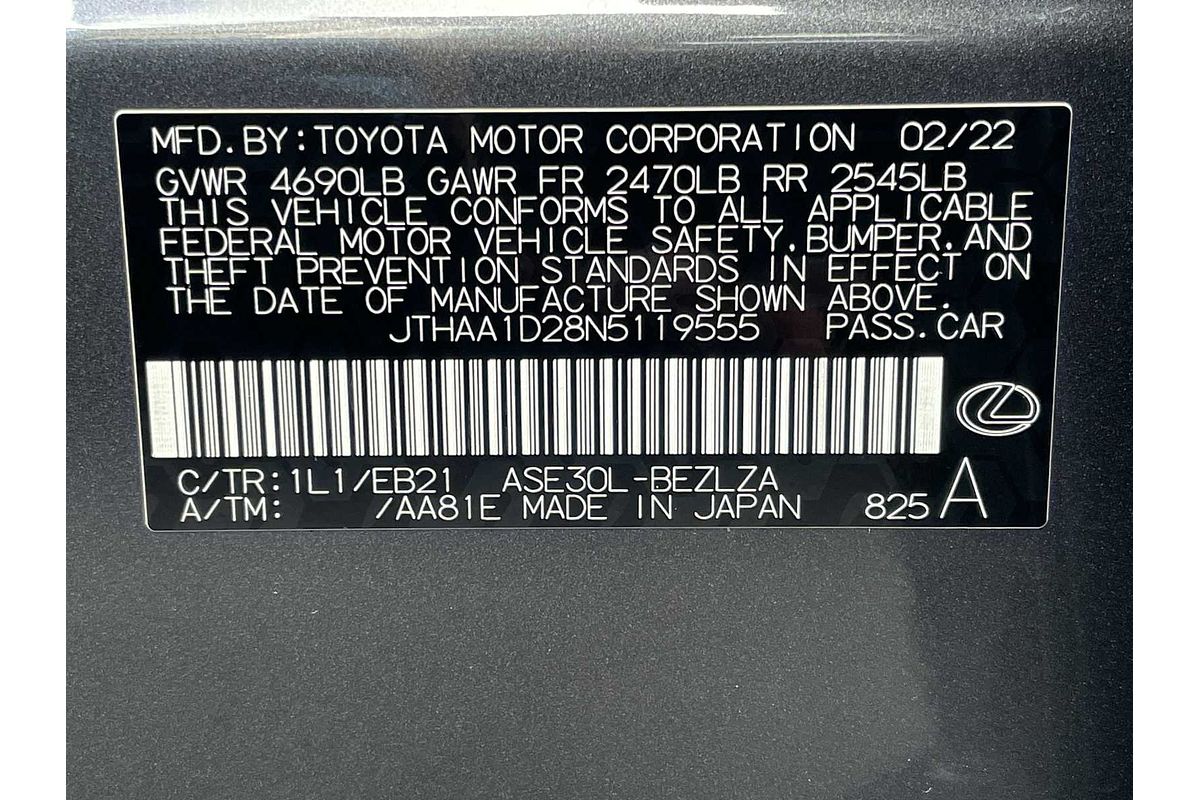 MFD.BY:TOYOTA MOTOR CORPORATION 02/22
GVWR 4690LB GAWR FR 2470LB RR 2545LB
THIS VEHICLE CONFORMS TO ALL APPLICABLE
FEDERAL MOTOR VEHICLE SAFETY.BUMPER.AND
THEFT PREVENTION STANDARDS IN EFFECT ON
THE DATE OF MANUFACTURE SHOWN ABOVE.
JTHAA1D28N5119555 PASS.CAR
C/TR:1L1/EB21 ASE30L-BEZLZA
A/TM: /AA81E MADE IN JAPAN 825 A